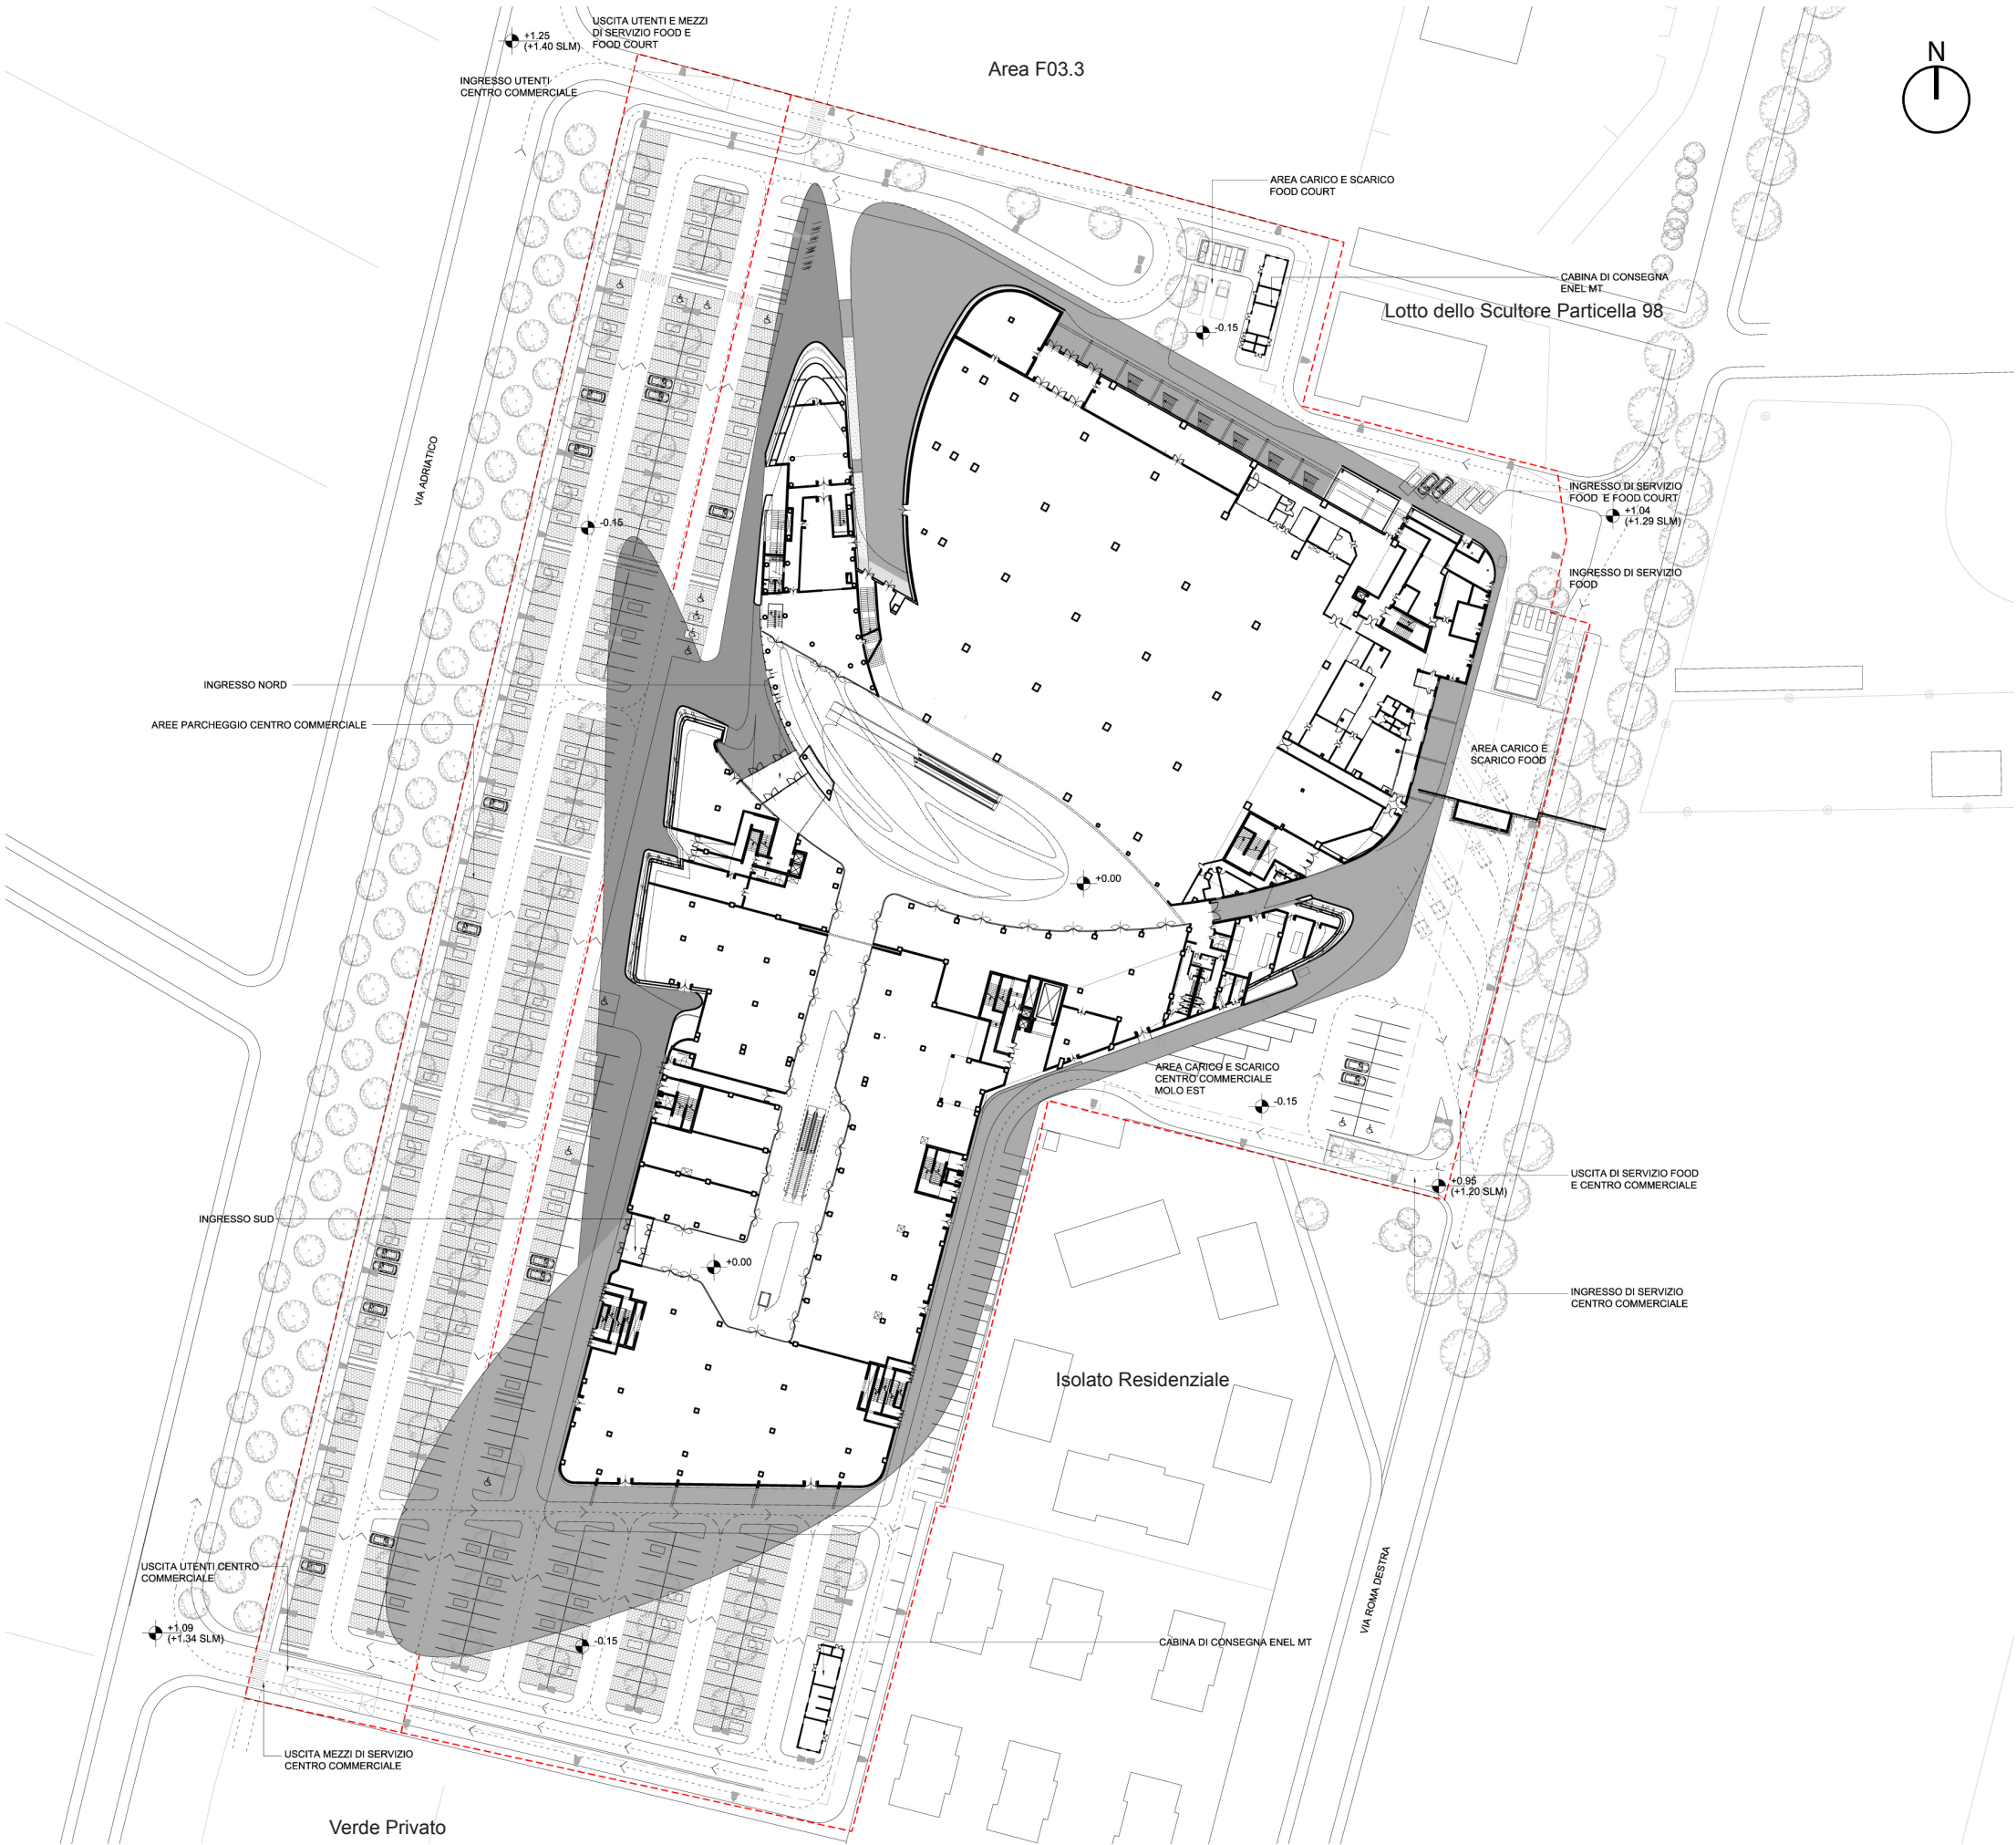 USCITA UTENTI E MEZZI
DI SERVIZIO FOOD E
FOOD COURT
+1.25
(+1.40 SLM)
N
Area F03.3
INGRESSO UTENTI
CENTRO COMMERCIALE
AREA CARICO E SCARICO
FOOD COURT
CABINA DI CONSEGNA
ENEL MT
Lotto dello Scultore Particella 98
-0.15
VIA ADRIATICO
INGRESSO DI SERVIZIO
FOOD E FOOD COURT
+1.04
(+1.29 SLM)
-0.15
INGRESSO DI SERVIZIO
FOOD
INGRESSO NORD
AREE PARCHEGGIO CENTRO COMMERCIALE
AREA CARICO E
SCARICO FOOD
+0.00
AREA CARICO E SCARICO
CENTRO COMMERCIALE
MOLO EST
-0.15
USCITA DI SERVIZIO FOOD
E CENTRO COMMERCIALE
+0.95
(+1.20 SLM)
INGRESSO SUD
+0.00
INGRESSO DI SERVIZIO
CENTRO COMMERCIALE
Isolato Residenziale
USCITA UTENTI CENTRO
COMMERCIALE
VIA ROMA DESTRA
+1.09
(+1.34 SLM)
-0.15
CABINA DI CONSEGNA ENEL MT
USCITA MEZZI DI SERVIZIO
CENTRO COMMERCIALE
Verde Privato